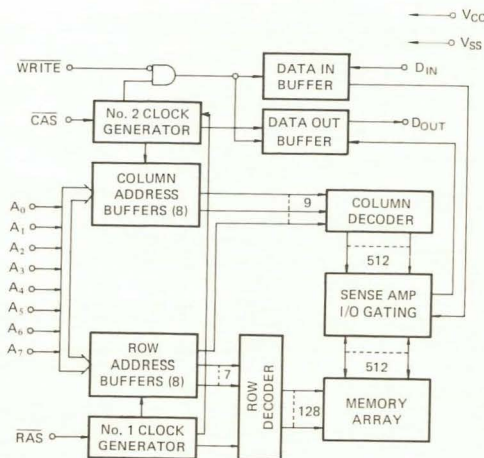 V_CC
V_SS
WRITE
DATA IN
BUFFER
D_IN
CAS
No. 2 CLOCK
GENERATOR
DATA OUT
BUFFER
D_OUT
COLUMN
ADDRESS
BUFFERS (8)
9
COLUMN
DECODER
A_0
A_1
A_2
A_3
A_4
A_5
A_6
A_7
512
SENSE AMP
I/O GATING
ROW
ADDRESS
BUFFERS (8)
7
ROW
DECODER
512
128
MEMORY
ARRAY
RAS
No. 1 CLOCK
GENERATOR